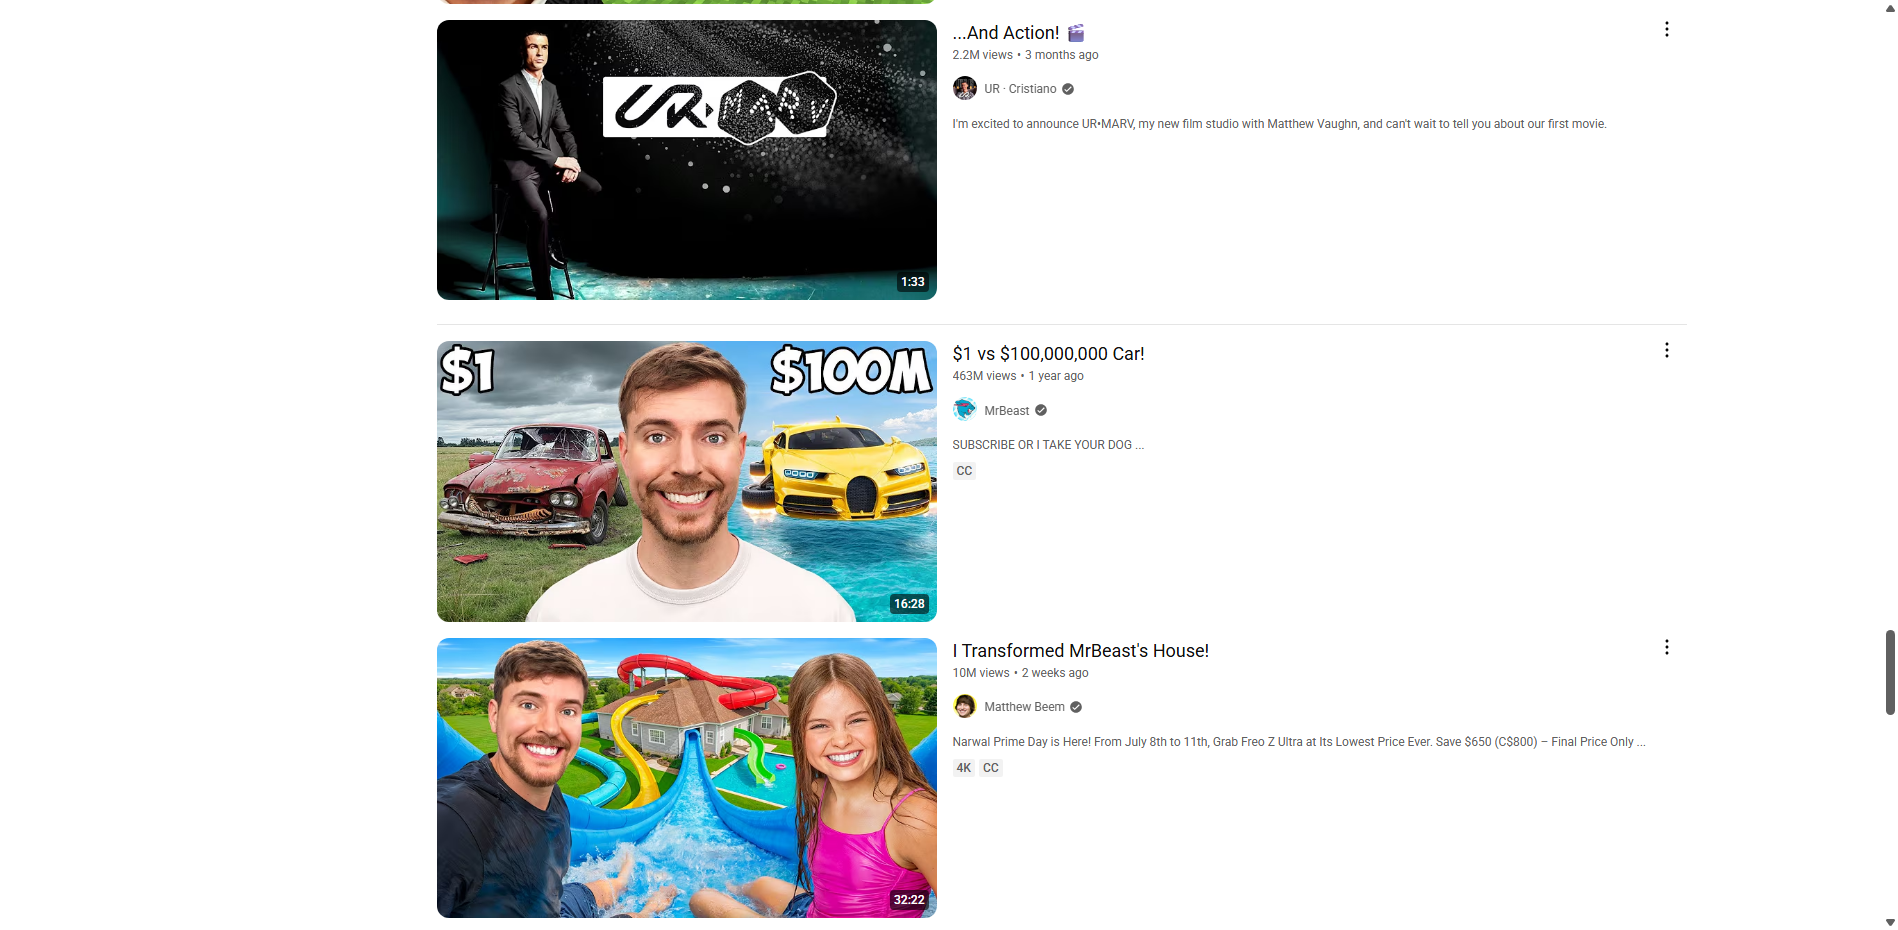 UR·MARV
1:33
...And Action! 🎬
2.2M views • 3 months ago
UR · Cristiano
I'm excited to announce UR•MARV, my new film studio with Matthew Vaughn, and can't wait to tell you about our first movie.
$1
$100M
16:28
$1 vs $100,000,000 Car!
463M views • 1 year ago
MrBeast
SUBSCRIBE OR I TAKE YOUR DOG ...
CC
32:22
I Transformed MrBeast's House!
10M views • 2 weeks ago
Matthew Beem
Narwal Prime Day is Here! From July 8th to 11th, Grab Freo Z Ultra at Its Lowest Price Ever. Save $650 (C$800) – Final Price Only ...
4K CC